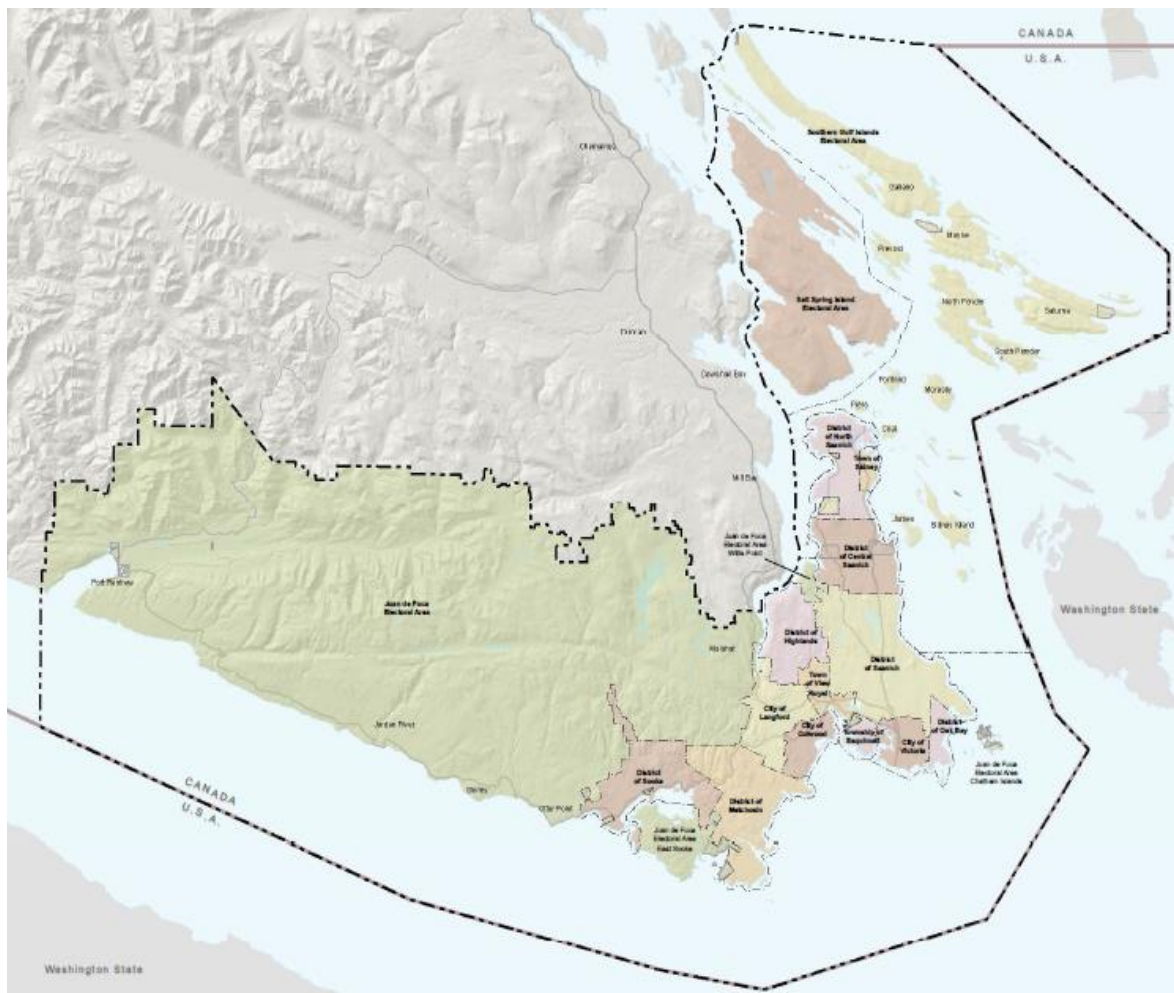 CANADA
U.S.A.
Southern Gulf Islands
Electoral Area
Chemainus
Galiano
Mayne
Prevost
Salt Spring Island
Electoral Area
North Pender
Saturna
Duncan
South Pender
Cowichan Bay
Portland
Moresby
Piers
Coal
District
of North
Saanich
Town of
Sidney
Mill Bay
James
Sidney Island
Juan de Fuca
Electoral Area
Willis Point
District
of Central
Saanich
Port Renfrew
Juan de Fuca
Electoral Area
Washington State
District of
Highlands
Malahat
District
of Saanich
Town
of View
Royal
City of
Langford
Jordan River
City of
Colwood
Township of
Esquimalt
City of
Victoria
District
of Oak Bay
Juan de Fuca
Electoral Area
Chatham Islands
CANADA
U.S.A.
District
of Sooke
Shirley
Otter Point
District of
Metchosin
Juan de Fuca
Electoral Area
East Sooke
Washington State